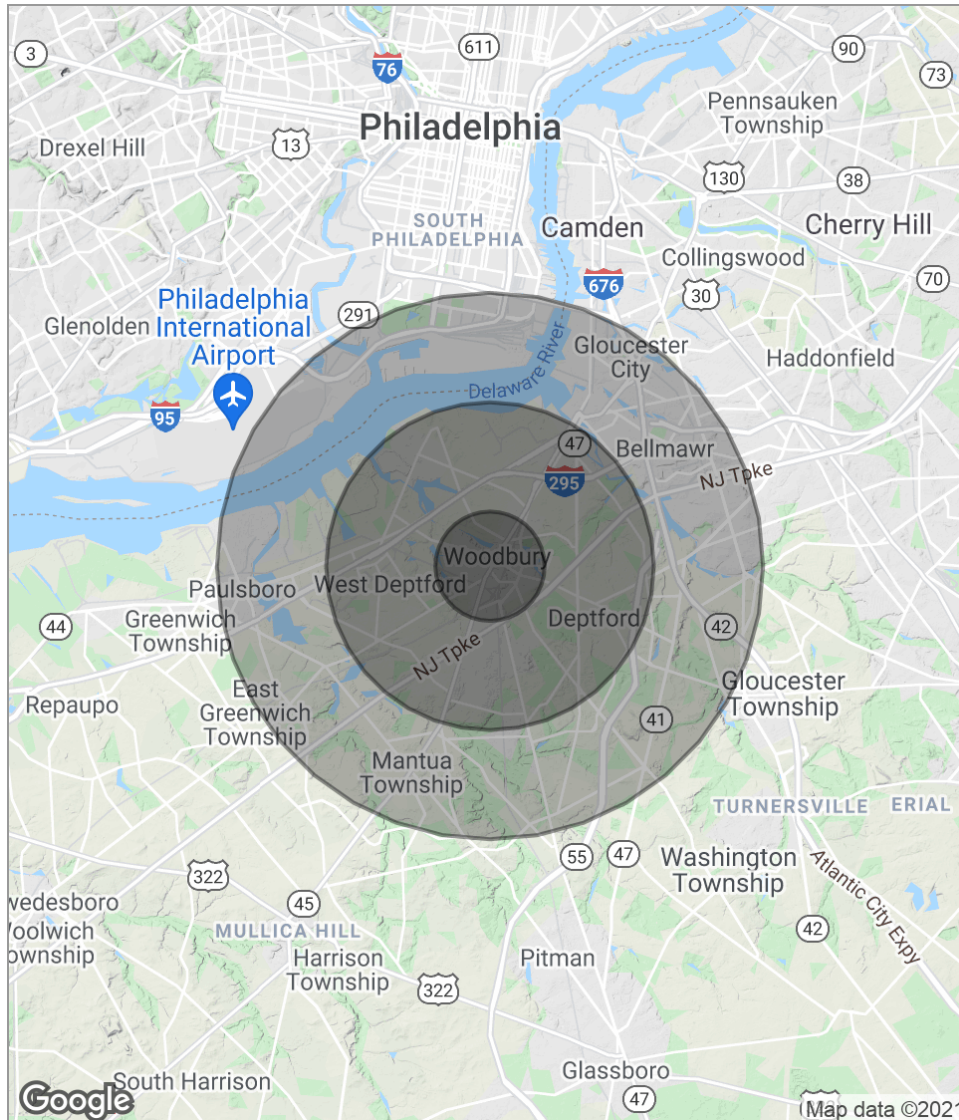 3
76
611
90
73
Pennsauken
Township
Philadelphia
Drexel Hill
13
130
38
SOUTH
PHILADELPHIA
Camden
Cherry Hill
Collingswood
70
676
30
Philadelphia
International
Airport
291
Glenolden
Gloucester
City
Haddonfield
Delaware River
95
47
Bellmawr
NJ Tpke
295
Woodbury
West Deptford
Paulsboro
Deptford
44
Greenwich
Township
NJ Tpke
42
East
Greenwich
Township
Gloucester
Township
Repaupo
41
Mantua
Township
TURNERSVILLE
ERIAL
55
47
Washington
Township
322
Atlantic City Expy
45
wedesboro
Woolwich
ownship
MULLICA HILL
42
Harrison
Township
Pitman
322
South Harrison
Glassboro
47
Google
Map data ©2021